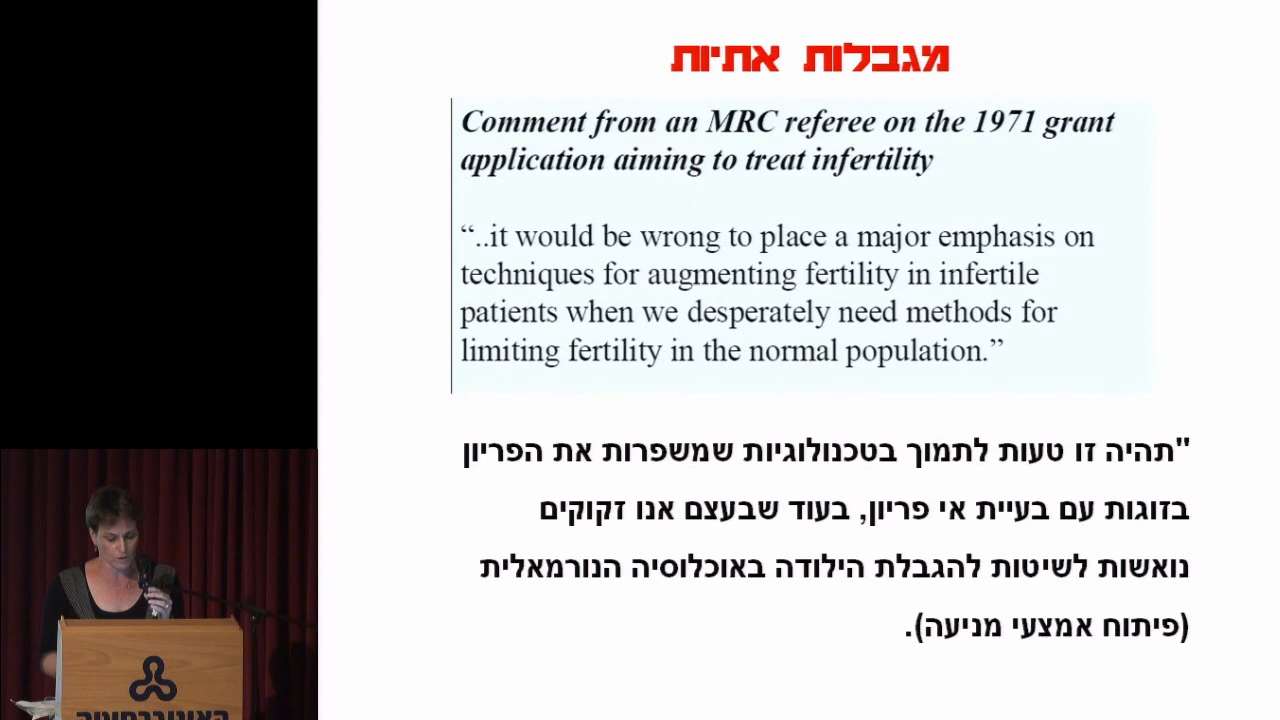 מגבלות אתיות
Comment from an MRC referee on the 1971 grant
application aiming to treat infertility
“..it would be wrong to place a major emphasis on
techniques for augmenting fertility in infertile
patients when we desperately need methods for
limiting fertility in the normal population.”
"תהיה זו טעות לתמוך בטכנולוגיות שמשפרות את הפריון
בזוגות עם בעיית אי פריון, בעוד שבעצם אנו זקוקים
נואשות לשיטות להגבלת הילודה באוכלוסיה הנורמאלית
(פיתוח אמצעי מניעה).
האוניברסיטה